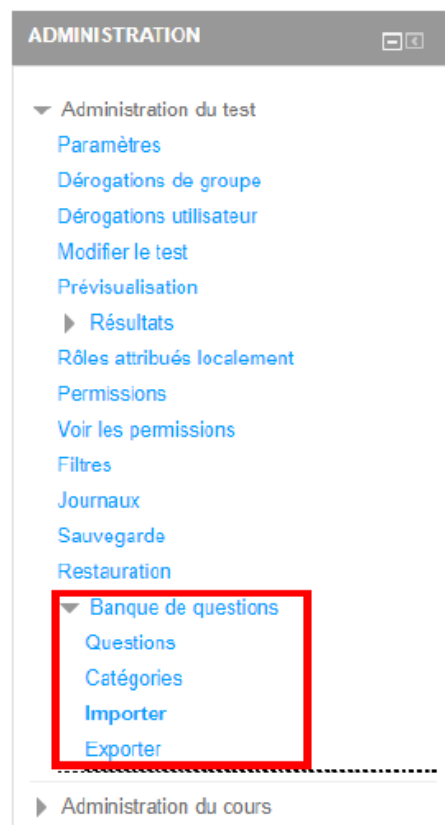 ADMINISTRATION
Administration du test
Paramètres
Dérogations de groupe
Dérogations utilisateur
Modifier le test
Prévisualisation
Résultats
Rôles attribués localement
Permissions
Voir les permissions
Filtres
Journaux
Sauvegarde
Restauration
Banque de questions
Questions
Catégories
Importer
Exporter
Administration du cours